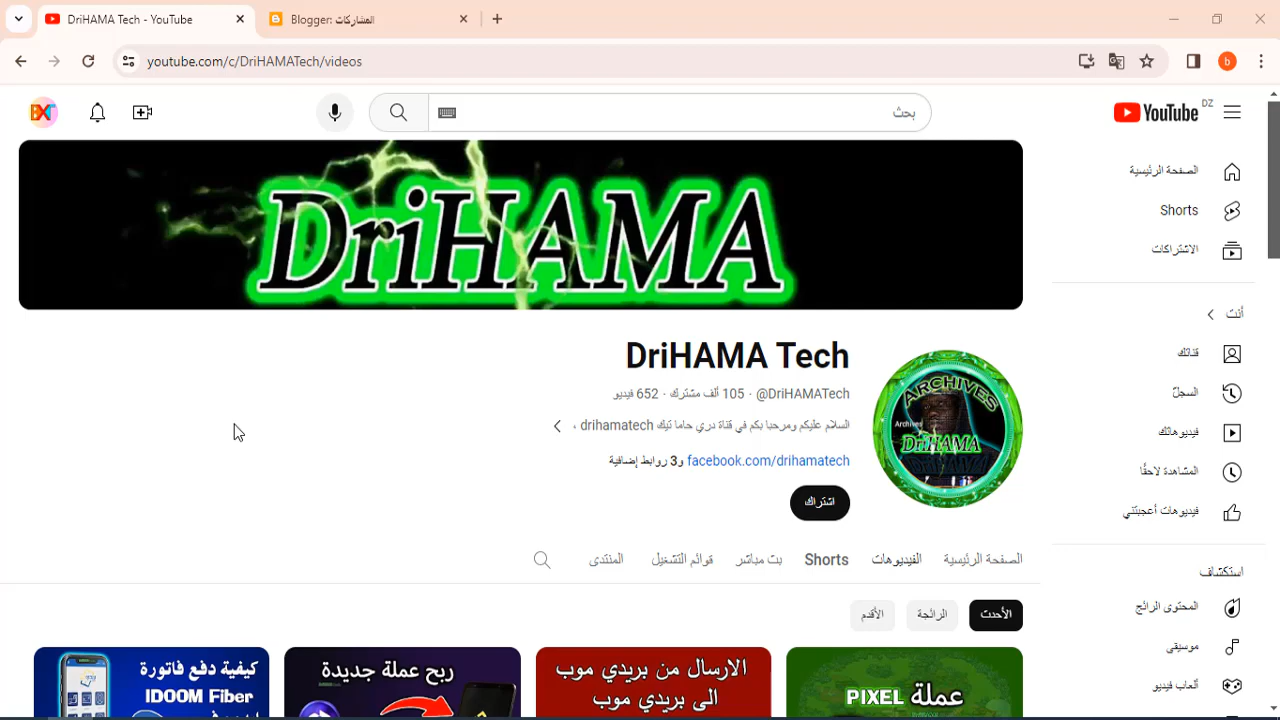 DriHAMA Tech - YouTube
Blogger: المشاركات
youtube.com/c/DriHAMATech/videos
b
YouTube DZ
بحث
DriHAMA
DriHAMA Tech
@DriHAMATech · 105 ألف مشترك · 652 فيديو
السلام عليكم ومرحبا بكم في قناة دري حاما تيك drihamatech ،
facebook.com/drihamatech و3 روابط إضافية
ARCHIVES
Archives
DriHAMA
DriHAMA
اشتراك
الصفحة الرئيسية
الفيديوهات
Shorts
بث مباشر
قوائم التشغيل
المنتدى
الأحدث
الرائجة
الأقدم
عملة PIXEL
الارسال من بريدي موب
الى بريدي موب
ربح عملة جديدة
كيفية دفع فاتورة
IDOOM Fiber
الصفحة الرئيسية
Shorts
الاشتراكات
أنت
قناتك
السجلّ
فيديوهاتك
المشاهدة لاحقًا
فيديوهات أعجبتني
استكشاف
المحتوى الرائج
موسيقى
ألعاب فيديو